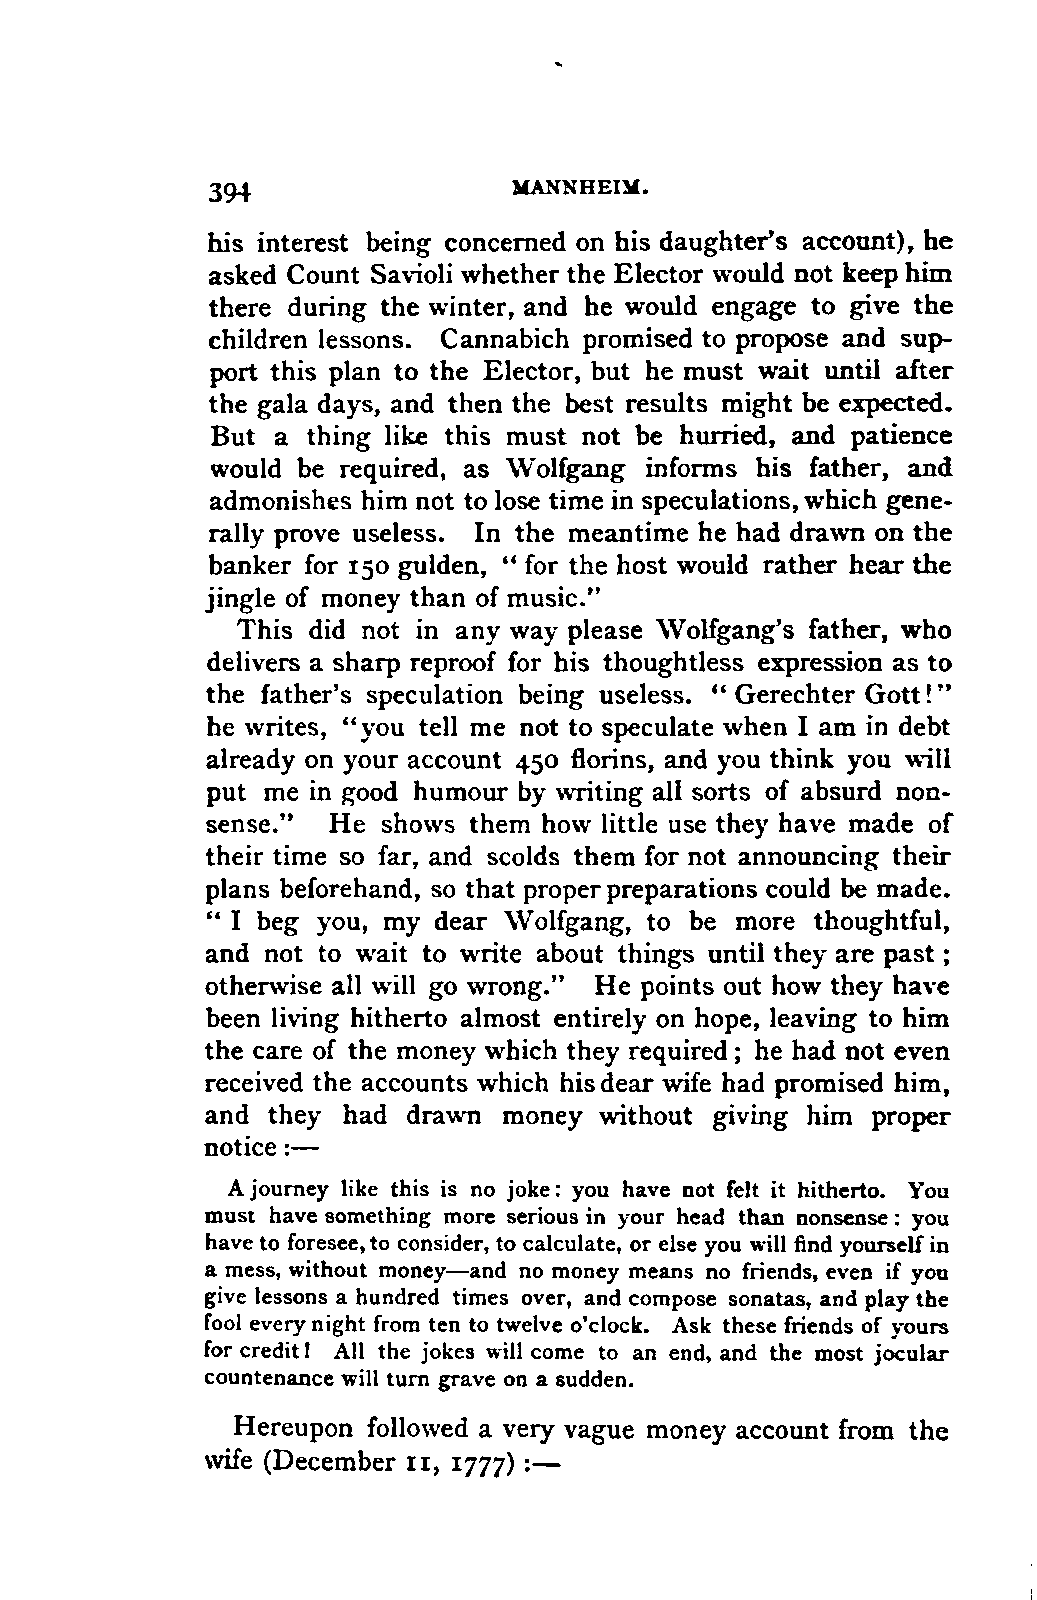 394 MANNHEIM.
his interest being concerned on his daughter's account), he
asked Count Savioli whether the Elector would not keep him
there during the winter, and he would engage to give the
children lessons. Cannabich promised to propose and sup-
port this plan to the Elector, but he must wait until after
the gala days, and then the best results might be expected.
But a thing like this must not be hurried, and patience
would be required, as Wolfgang informs his father, and
admonishes him not to lose time in speculations, which gene-
rally prove useless. In the meantime he had drawn on the
banker for 150 gulden, “ for the host would rather hear the
jingle of money than of music.”
This did not in any way please Wolfgang's father, who
delivers a sharp reproof for his thoughtless expression as to
the father's speculation being useless. “ Gerechter Gott!”
he writes, “you tell me not to speculate when I am in debt
already on your account 450 florins, and you think you will
put me in good humour by writing all sorts of absurd non-
sense.” He shows them how little use they have made of
their time so far, and scolds them for not announcing their
plans beforehand, so that proper preparations could be made.
“ I beg you, my dear Wolfgang, to be more thoughtful,
and not to wait to write about things until they are past ;
otherwise all will go wrong.” He points out how they have
been living hitherto almost entirely on hope, leaving to him
the care of the money which they required ; he had not even
received the accounts which his dear wife had promised him,
and they had drawn money without giving him proper
notice :—
A journey like this is no joke : you have not felt it hitherto. You
must have something more serious in your head than nonsense : you
have to foresee, to consider, to calculate, or else you will find yourself in
a mess, without money—and no money means no friends, even if you
give lessons a hundred times over, and compose sonatas, and play the
fool every night from ten to twelve o'clock. Ask these friends of yours
for credit! All the jokes will come to an end, and the most jocular
countenance will turn grave on a sudden.
Hereupon followed a very vague money account from the
wife (December 11, 1777) :—